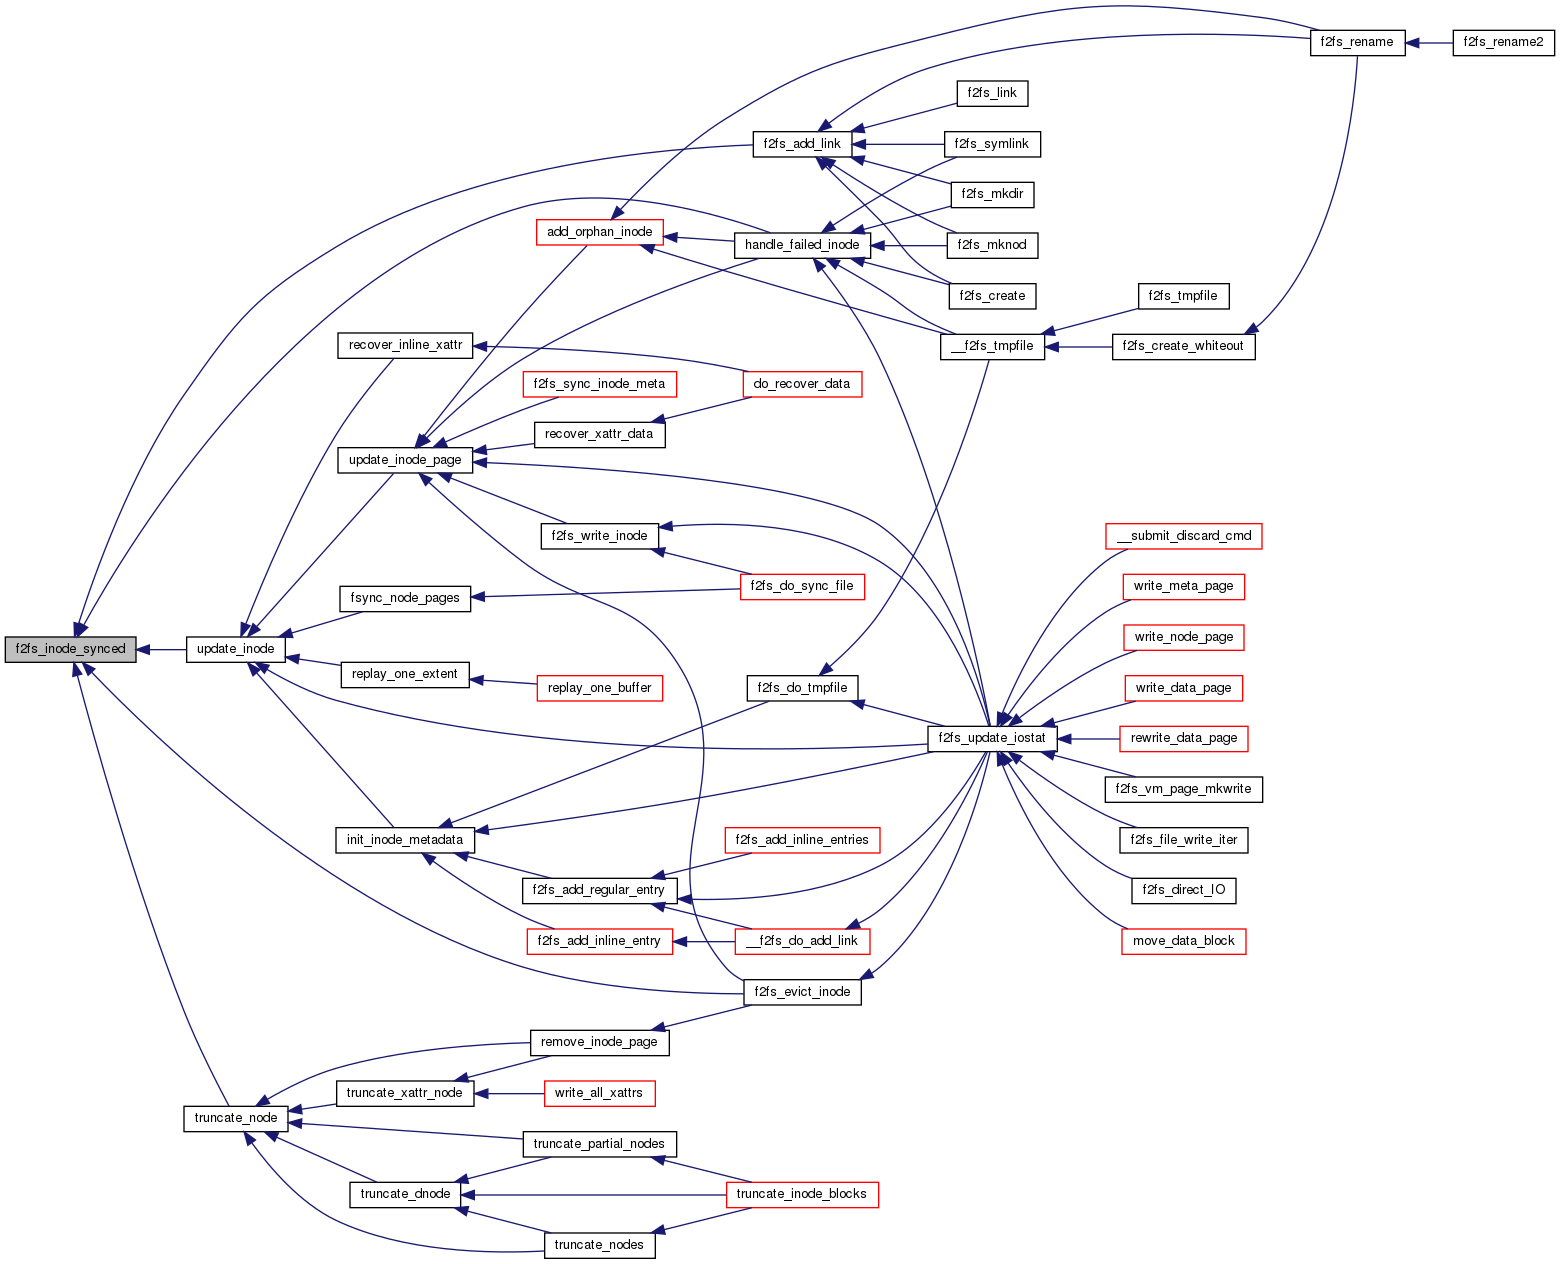 f2fs_rename
f2fs_rename2
f2fs_link
f2fs_add_link
f2fs_symlink
f2fs_mkdir
add_orphan_inode
handle_failed_inode
f2fs_mknod
f2fs_create
f2fs_tmpfile
recover_inline_xattr
__f2fs_tmpfile
f2fs_create_whiteout
f2fs_sync_inode_meta
do_recover_data
recover_xattr_data
update_inode_page
f2fs_write_inode
__submit_discard_cmd
f2fs_do_sync_file
write_meta_page
fsync_node_pages
write_node_page
f2fs_inode_synced
update_inode
replay_one_extent
replay_one_buffer
f2fs_do_tmpfile
write_data_page
f2fs_update_iostat
rewrite_data_page
f2fs_vm_page_mkwrite
init_inode_metadata
f2fs_add_inline_entries
f2fs_file_write_iter
f2fs_add_regular_entry
f2fs_direct_IO
f2fs_add_inline_entry
__f2fs_do_add_link
move_data_block
f2fs_evict_inode
remove_inode_page
truncate_xattr_node
write_all_xattrs
truncate_node
truncate_partial_nodes
truncate_dnode
truncate_inode_blocks
truncate_nodes